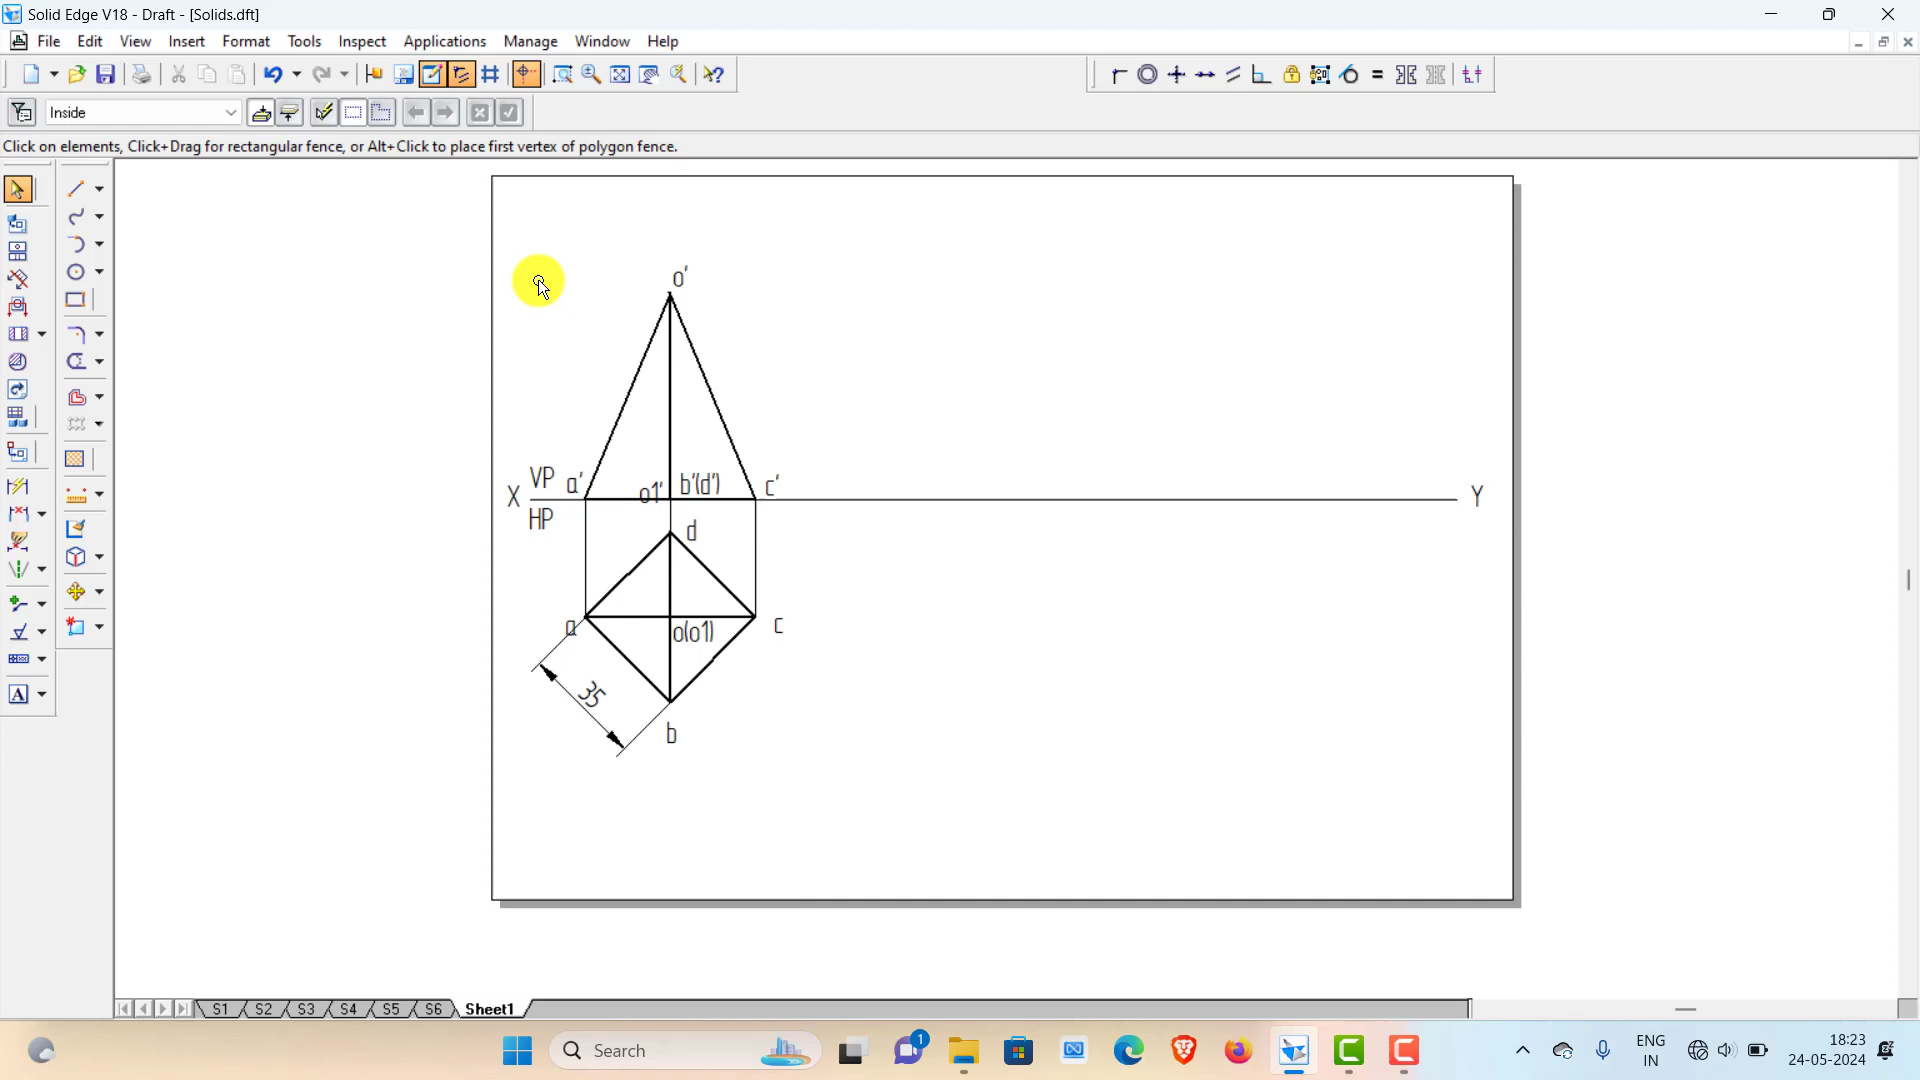 Solid Edge V18 - Draft - [Solids.dft]
File Edit View Insert Format Tools Inspect Applications Manage Window Help
Inside
Click on elements, Click+Drag for rectangular fence, or Alt+Click to place first vertex of polygon fence.
o'
X VP a' o1' b'(d') c' Y
HP
d
a o(o1) c
35
b
S1 S2 S3 S4 S5 S6 Sheet1
Search
1
ENG
IN
18:23
24-05-2024